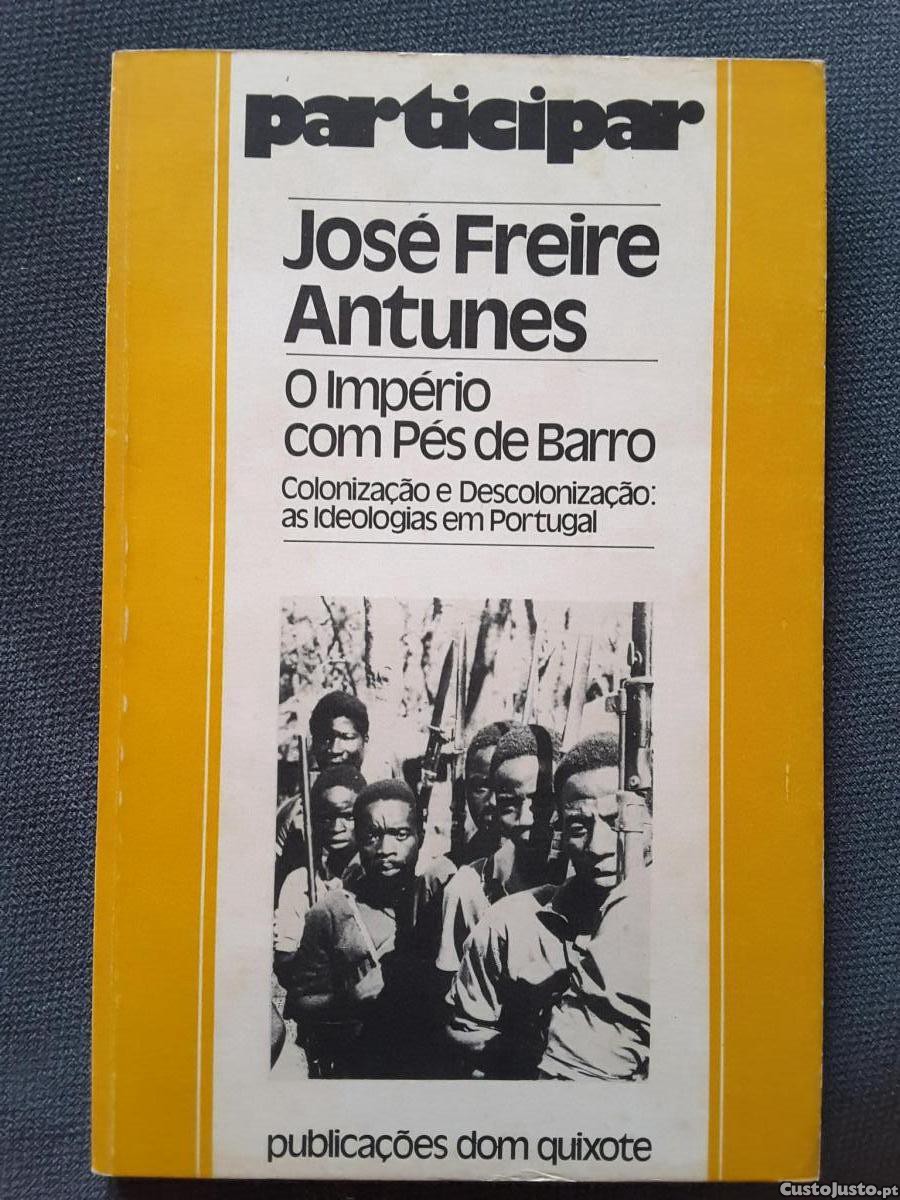 participar
José Freire
Antunes
O Império
com Pés de Barro
Colonização e Descolonização:
as Ideologias em Portugal
publicações dom quixote
CustoJusto.pt